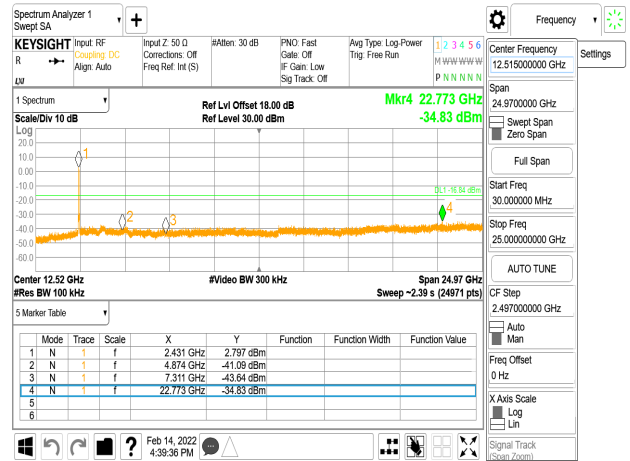 Spectrum Analyzer 1
Swept SA
Frequency
KEYSIGHT
R
LXI
Input: RF
Coupling: DC
Align: Auto
Input Z: 50 Ω
Corrections: Off
Freq Ref: Int (S)
#Atten: 30 dB
PNO: Fast
Gate: Off
IF Gain: Low
Sig Track: Off
Avg Type: Log-Power
Trig: Free Run
1 2 3 4 5 6
M W W W W W
P N N N N N
Center Frequency
12.515000000 GHz
Settings
1 Spectrum
Scale/Div 10 dB
Ref Lvl Offset 18.00 dB
Ref Level 30.00 dBm
Mkr4 22.773 GHz
-34.83 dBm
Span
24.9700000 GHz
Swept Span
Zero Span
Full Span
Start Freq
30.000000 MHz
Stop Freq
25.000000000 GHz
AUTO TUNE
CF Step
2.497000000 GHz
Auto
Man
Freq Offset
0 Hz
X Axis Scale
Log
Lin
Signal Track
(Span Zoom)
Log
20.0
10.0
0.00
-10.0
-20.0
-30.0
-40.0
-50.0
-60.0
1
2
3
4
DL1 -16.84 dBm
Center 12.52 GHz
#Res BW 100 kHz
#Video BW 300 kHz
Span 24.97 GHz
Sweep ~2.39 s (24971 pts)
5 Marker Table
Mode Trace Scale X Y Function Function Width Function Value
1 N 1 f 2.431 GHz 2.797 dBm
2 N 1 f 4.874 GHz -41.09 dBm
3 N 1 f 7.311 GHz -43.64 dBm
4 N 1 f 22.773 GHz -34.83 dBm
5
6
?
Feb 14, 2022
4:39:36 PM